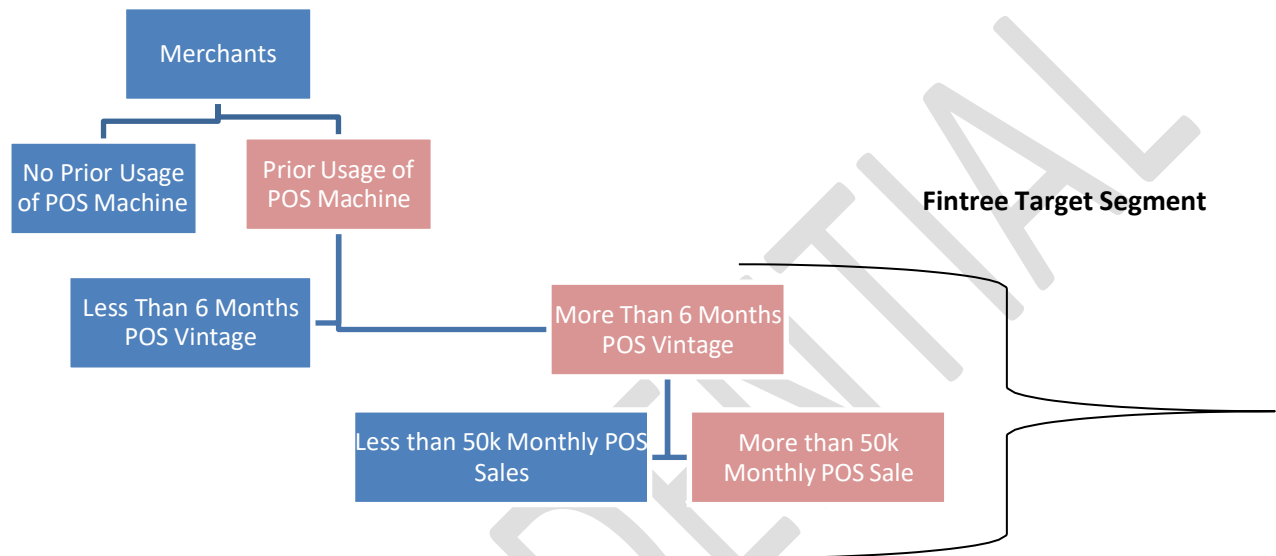 Merchants
No Prior Usage
of POS Machine
Prior Usage of
POS Machine
Fintree Target Segment
Less Than 6 Months
POS Vintage
More Than 6 Months
POS Vintage
Less than 50k Monthly POS
Sales
More than 50k
Monthly POS Sale
DENTIAL